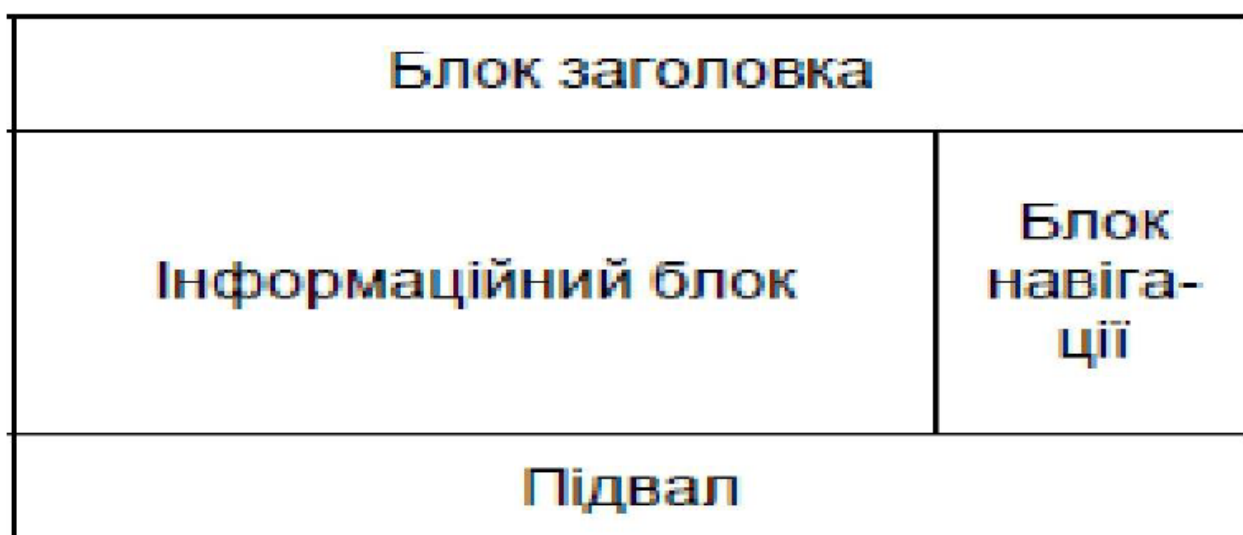 Блок заголовка
Інформаційний блок
Блок
навіга-
ції
Підвал